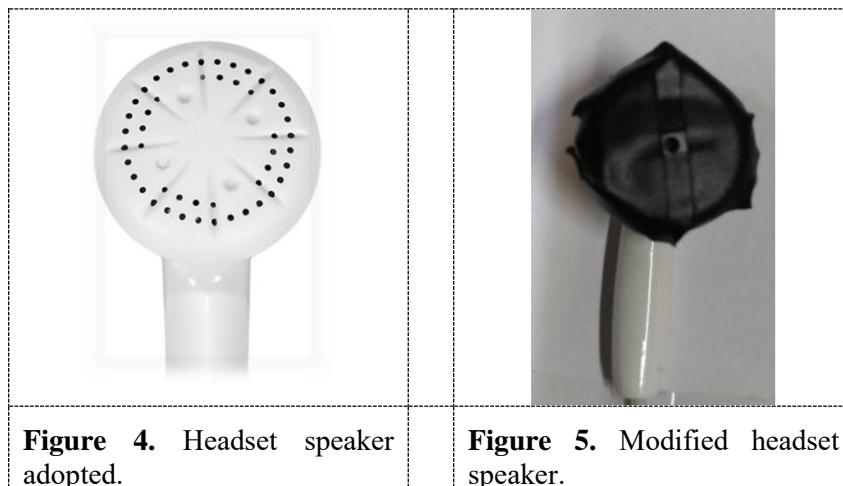 Figure 4. Headset speaker
adopted.
Figure 5. Modified headset
speaker.